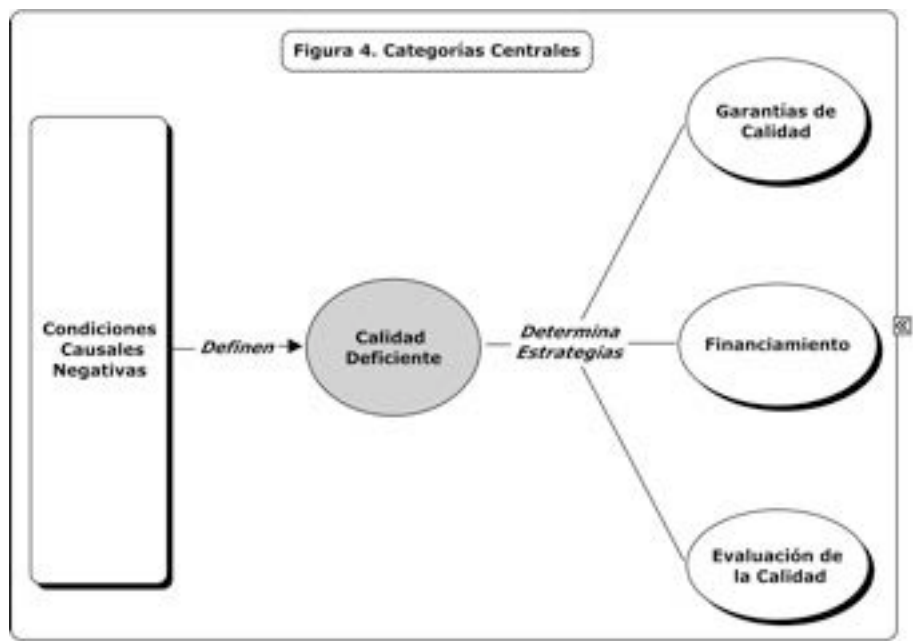 Figura 4. Categorías Centrales
Condiciones
Causales
Negativas
Definen
Calidad
Deficiente
Determina
Estrategias
Garantías de
Calidad
Financiamiento
Evaluación de
la Calidad